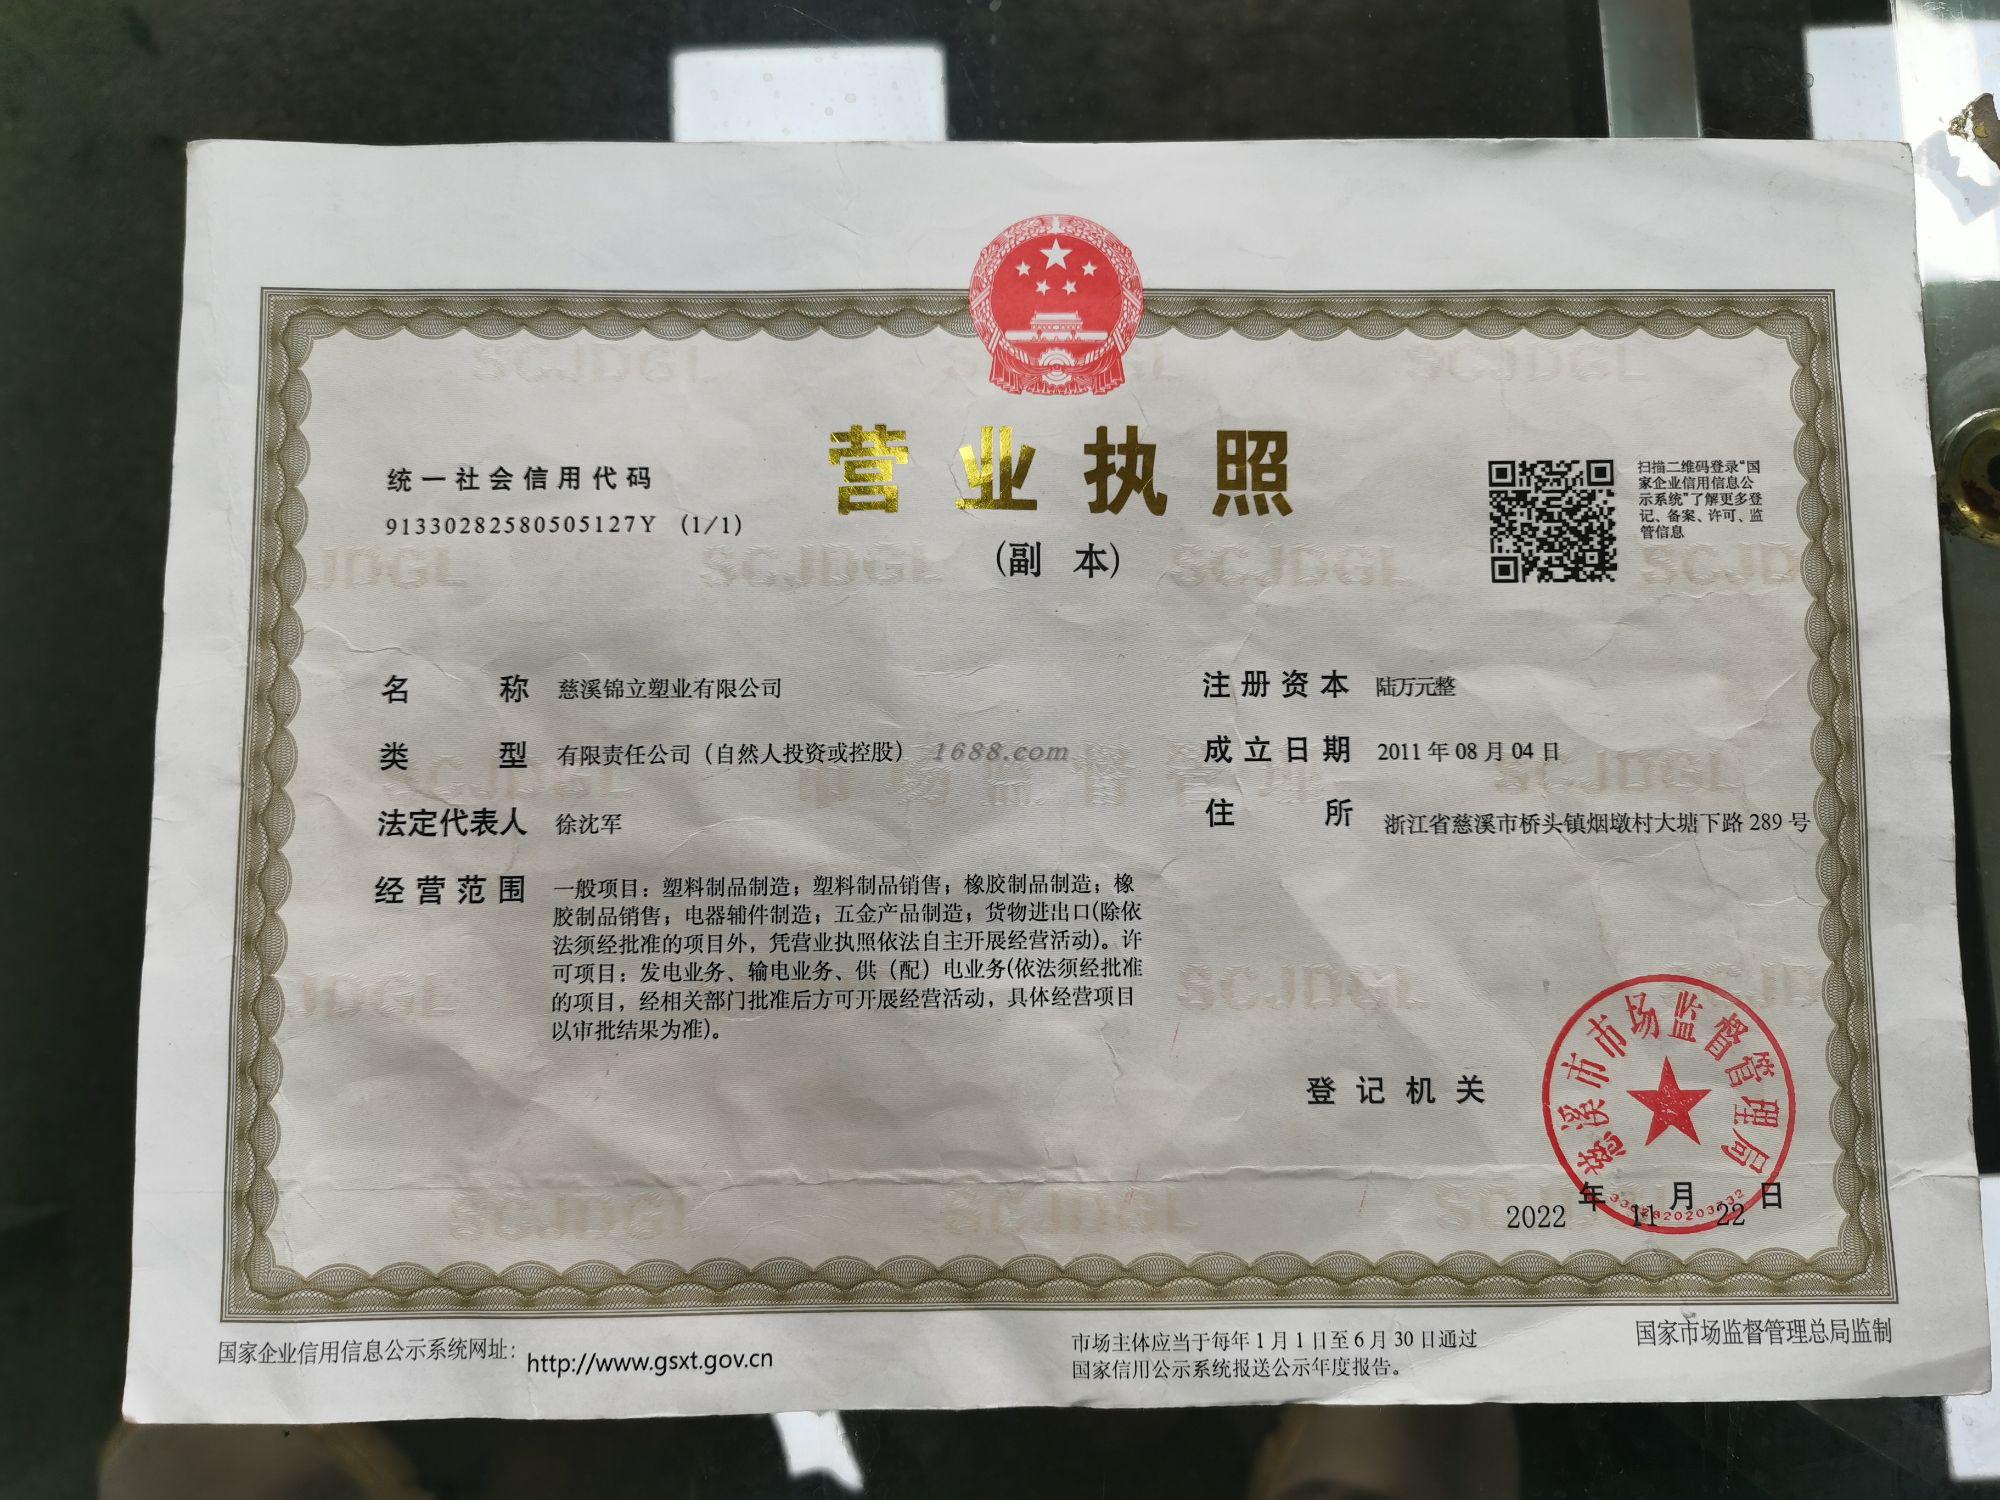 营业执照
(副 本)
统一社会信用代码
91330282580505127Y (1/1)
扫描二维码登录“国
家企业信用信息公
示系统”了解更多登
记、备案、许可、监
管信息
名 称 慈溪锦立塑业有限公司
类 型 有限责任公司（自然人投资或控股）
1688.com
法定代表人 徐沈军
经营范围 一般项目：塑料制品制造；塑料制品销售；橡胶制品制造；橡
胶制品销售；电器辅件制造；五金产品制造；货物进出口(除依
法须经批准的项目外，凭营业执照依法自主开展经营活动)。许
可项目：发电业务、输电业务、供（配）电业务(依法须经批准
的项目，经相关部门批准后方可开展经营活动，具体经营项目
以审批结果为准)。
注册资本 陆万元整
成立日期 2011 年 08 月 04 日
住 所 浙江省慈溪市桥头镇烟墩村大塘下路 289 号
登记机关
慈溪市市场监督管理局
2022 年 11 月 22 日
国家企业信用信息公示系统网址：http://www.gsxt.gov.cn
市场主体应当于每年 1 月 1 日至 6 月 30 日通过
国家信用公示系统报送公示年度报告。
国家市场监督管理总局监制
SCJDGL
市场监督管理